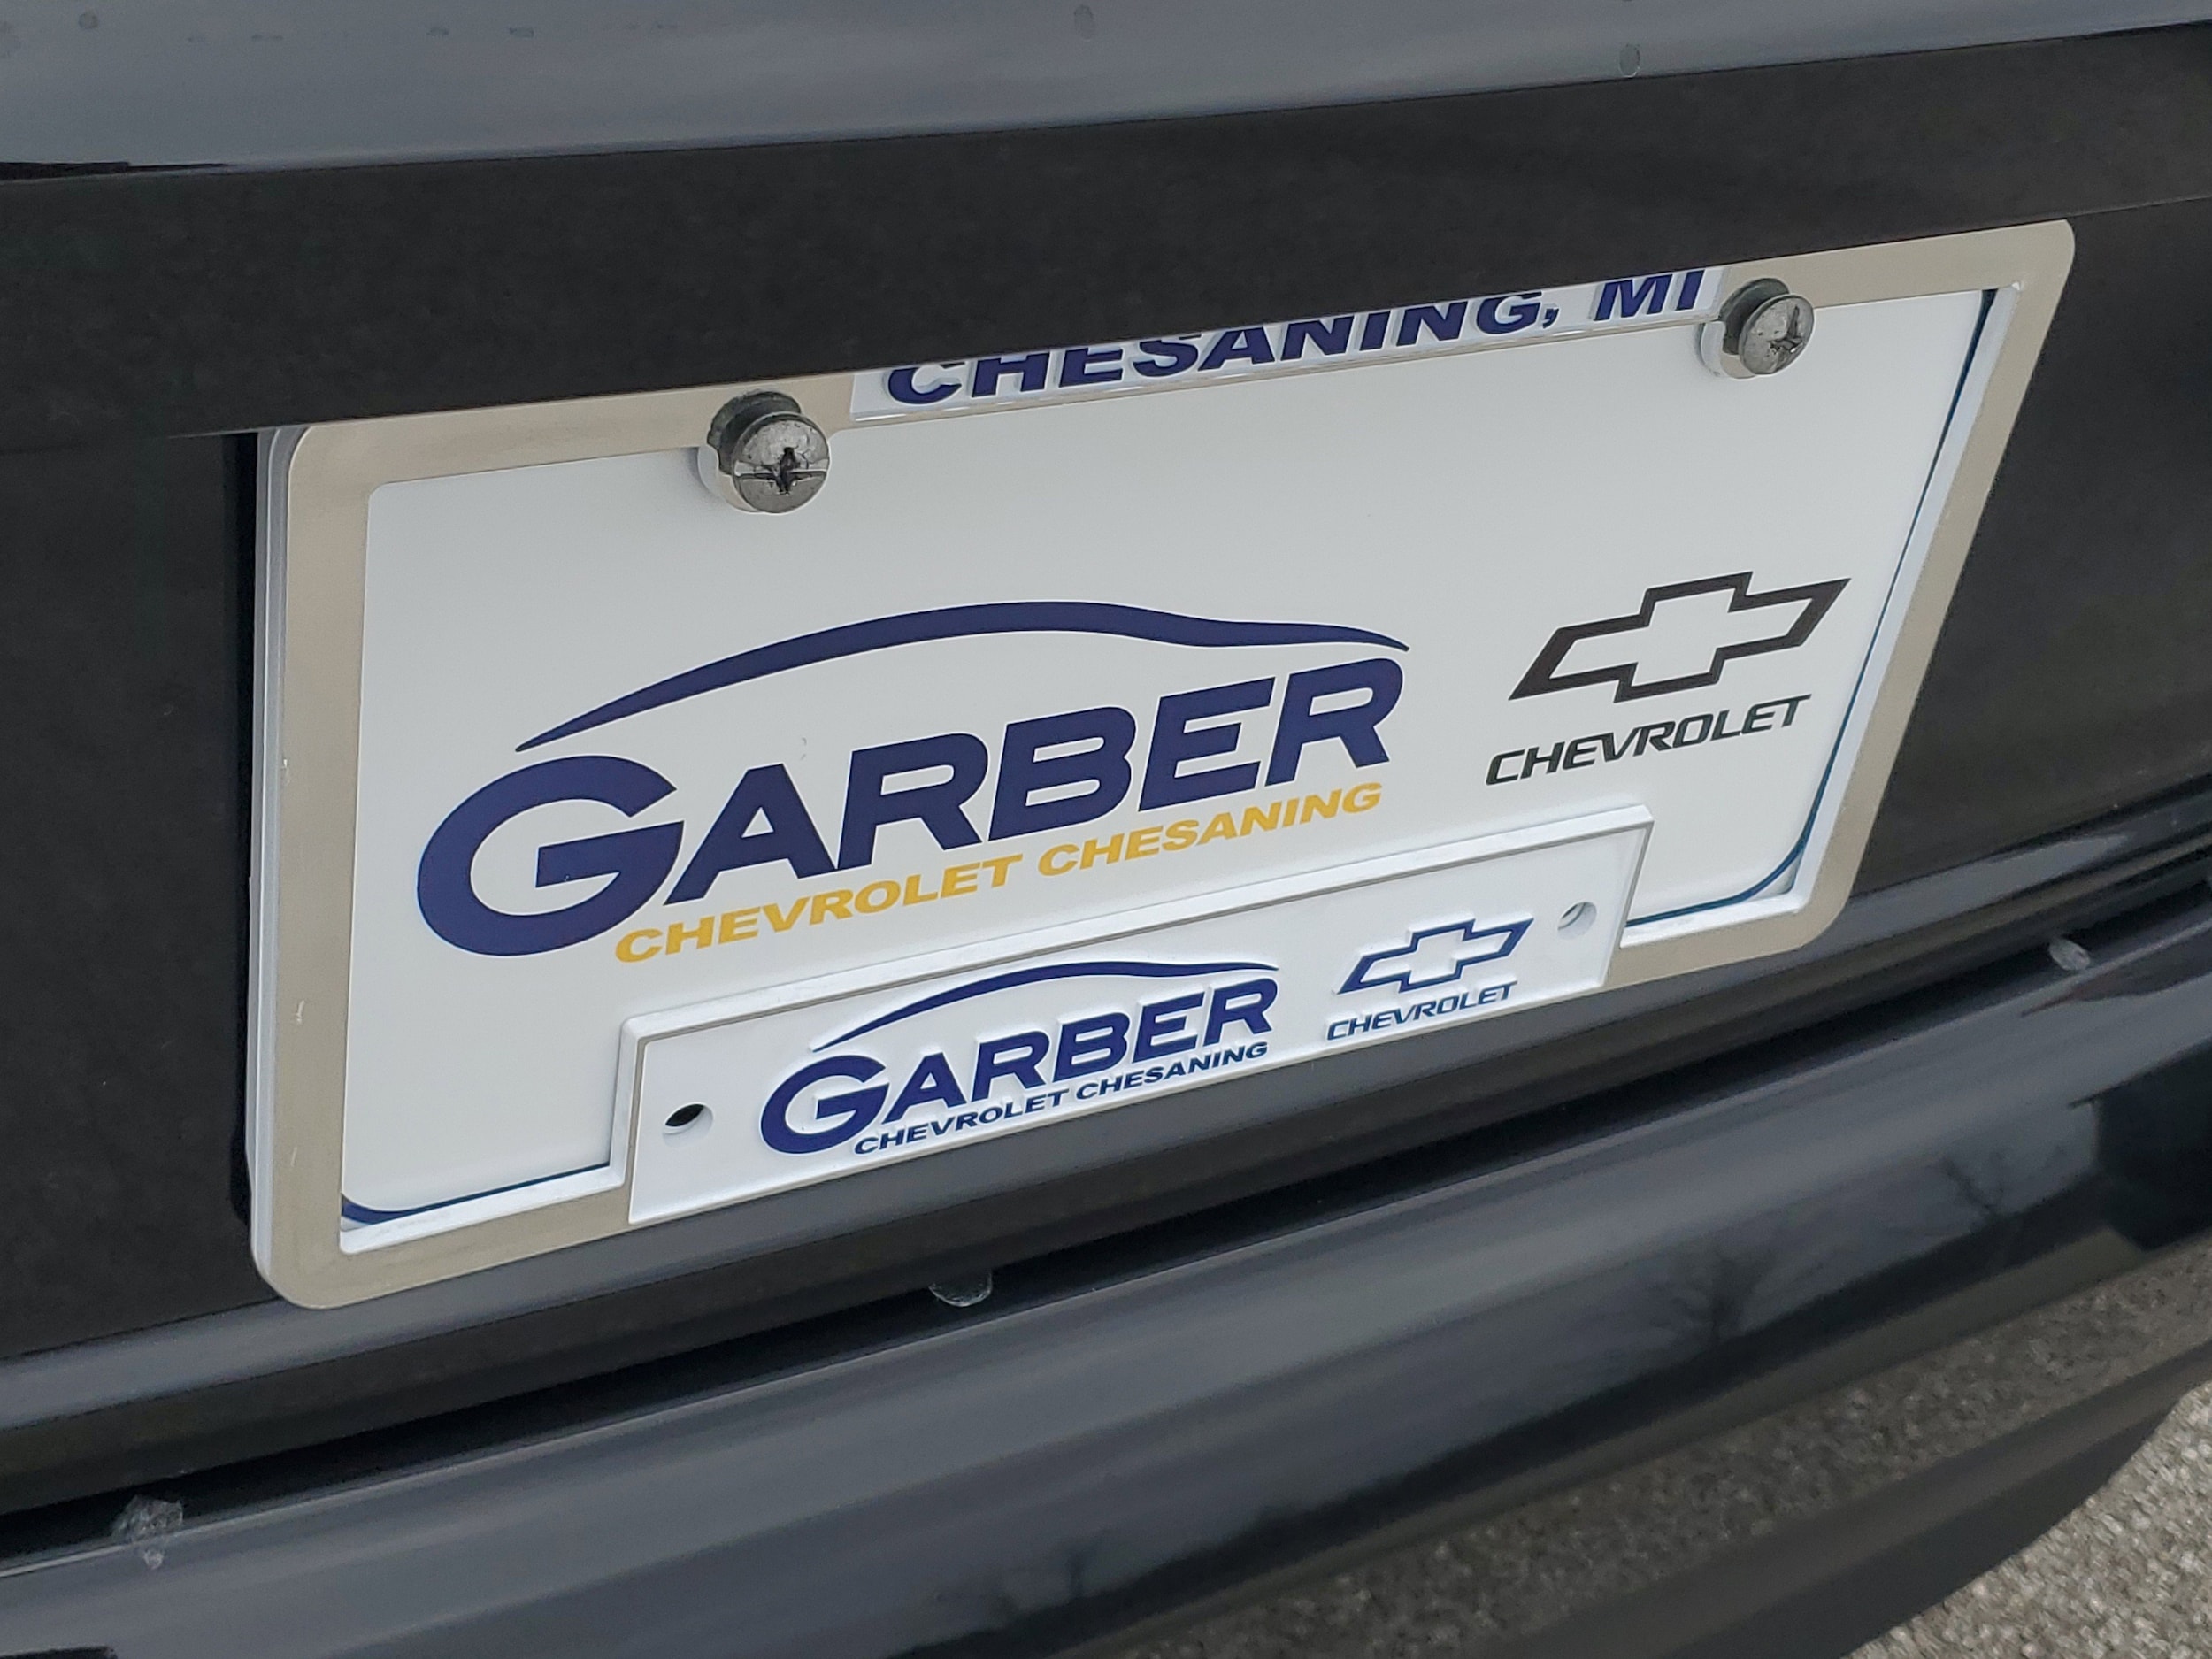 CHESANING, MI
GARBER
CHEVROLET CHESANING
CHEVROLET
GARBER
CHEVROLET CHESANING
CHEVROLET